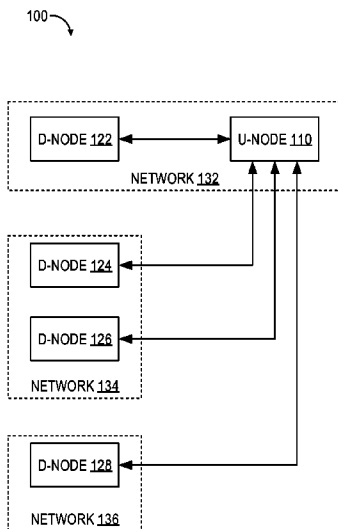 100
D-NODE 122
U-NODE 110
NETWORK 132
D-NODE 124
D-NODE 126
NETWORK 134
D-NODE 128
NETWORK 136